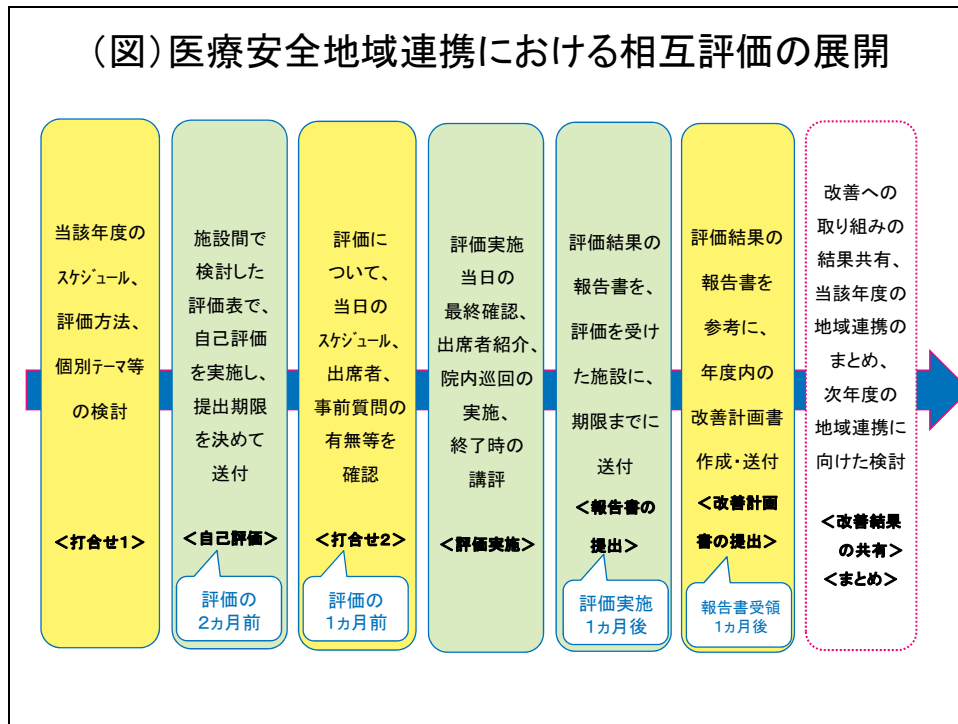 (図)医療安全地域連携における相互評価の展開
当該年度の
ｽｹｼﾞｭｰﾙ、
評価方法、
個別ﾃｰﾏ等
の検討
<打合せ1>
施設間で
検討した
評価表で、
自己評価
を実施し、
提出期限
を決めて
送付
<自己評価>
評価の
2ヵ月前
評価に
ついて、
当日の
ｽｹｼﾞｭｰﾙ、
出席者、
事前質問の
有無等を
確認
<打合せ2>
評価の
1ヵ月前
評価実施
当日の
最終確認、
出席者紹介、
院内巡回の
実施、
終了時の
講評
<評価実施>
評価結果の
報告書を、
評価を受け
た施設に、
期限までに
送付
<報告書の
提出>
評価実施
1ヵ月後
評価結果の
報告書を
参考に、
年度内の
改善計画書
作成・送付
<改善計画
書の提出>
報告書受領
1ヵ月後
改善への
取り組みの
結果共有、
当該年度の
地域連携の
まとめ、
次年度の
地域連携に
向けた検討
<改善結果
の共有>
<まとめ>